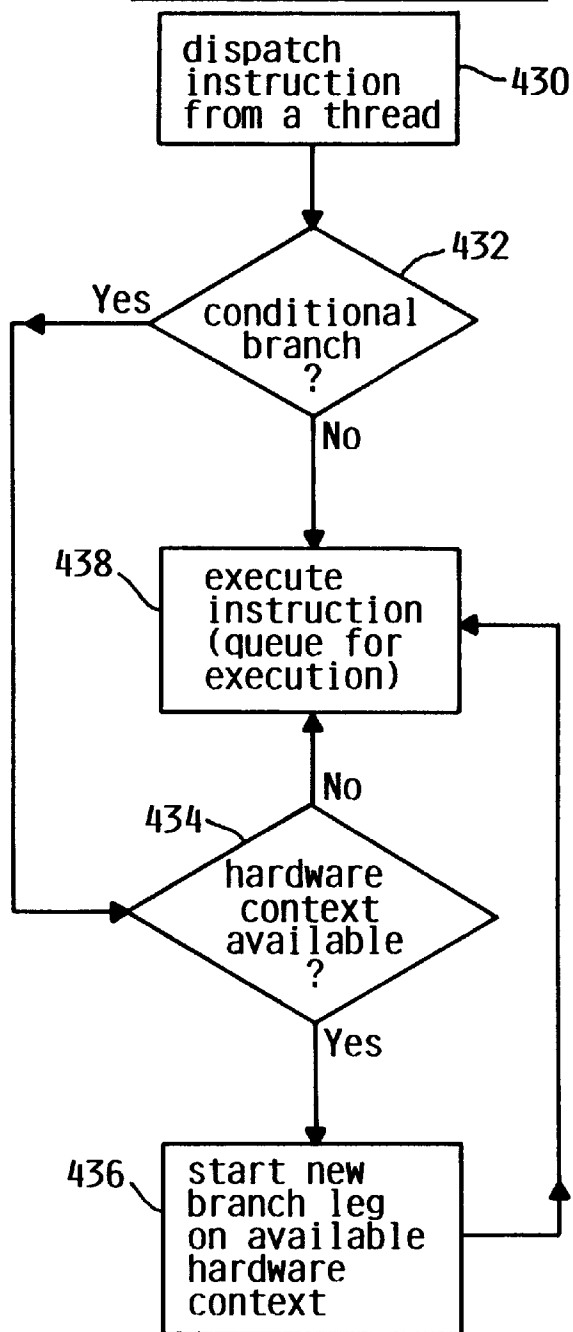 dispatch
instruction
from a thread
430
432
Yes
conditional
branch
?
No
438
execute
instruction
(queue for
execution)
No
434
hardware
context
available
?
Yes
436
start new
branch leg
on available
hardware
context